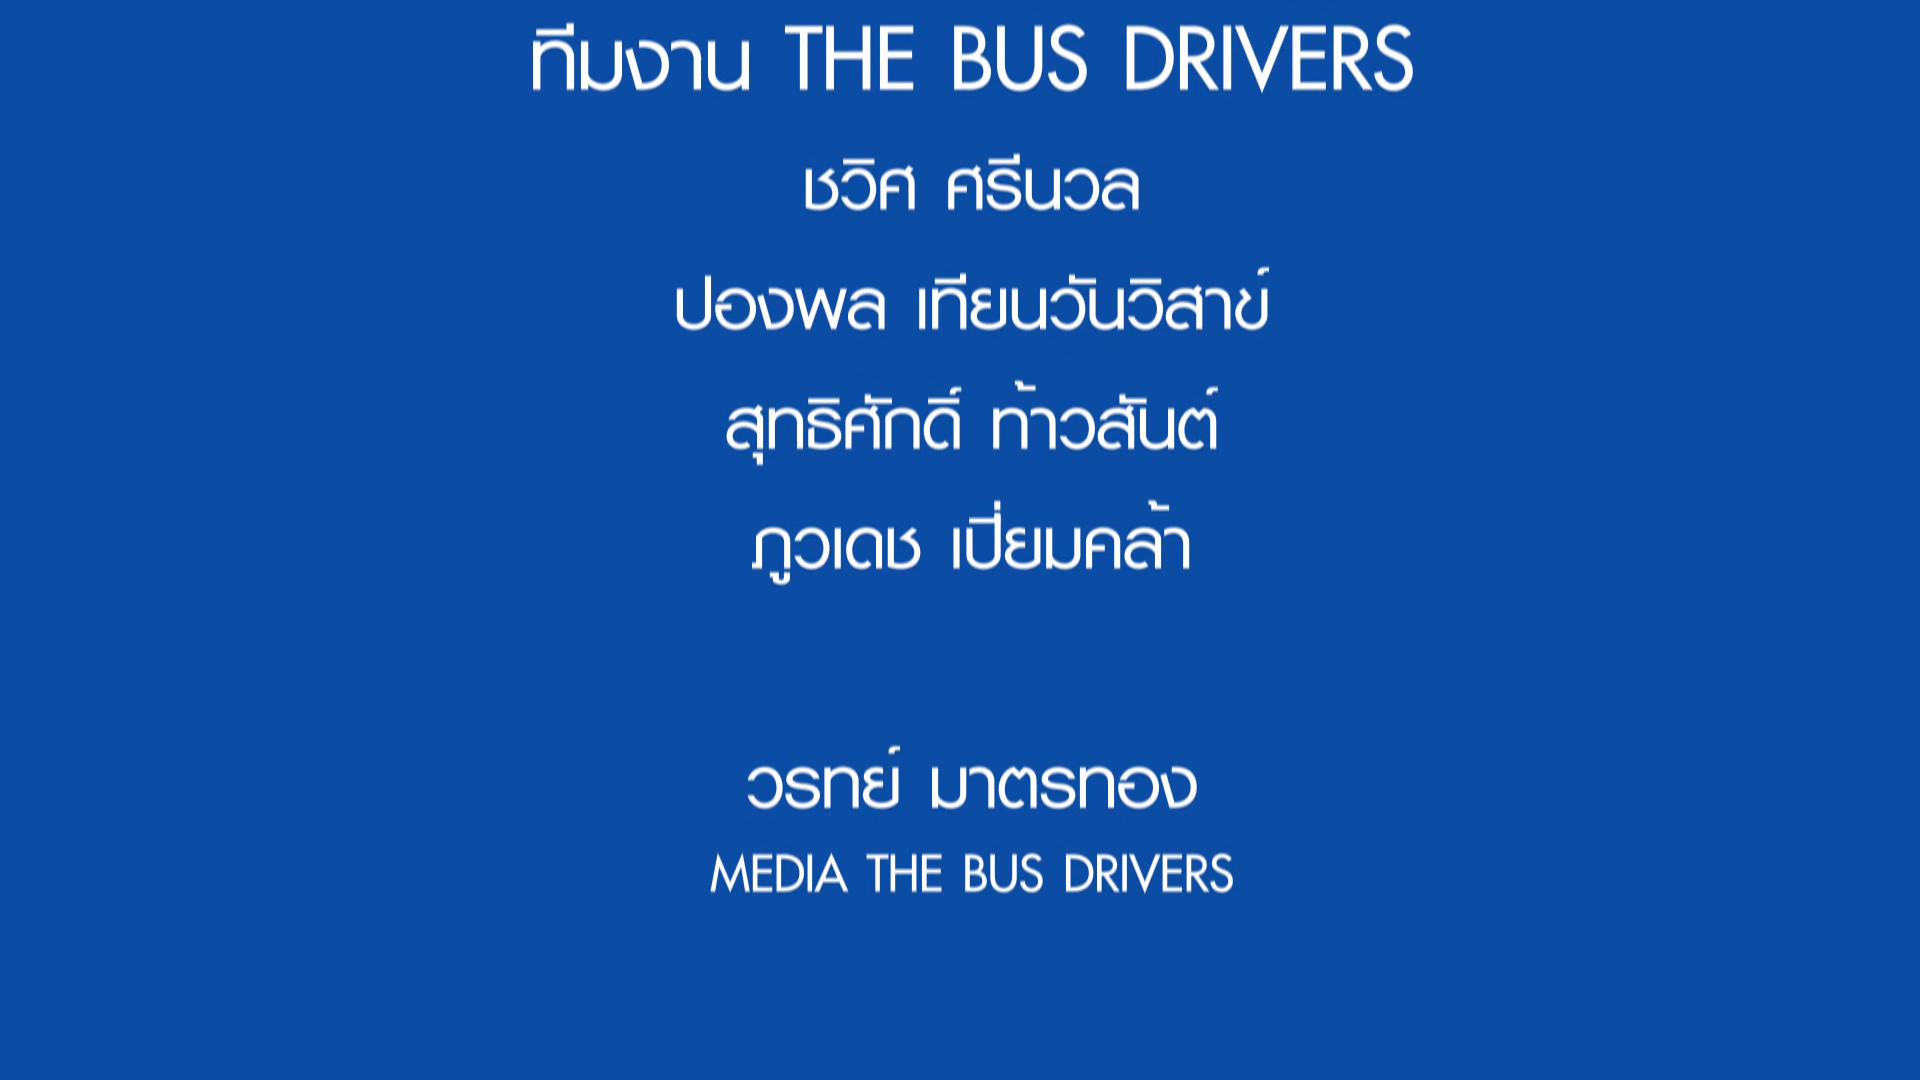 ทีมงาน THE BUS DRIVERS
ชวิศ ศรีนวล
ปองพล เทียนวันวิสาข์
สุทธิศักดิ์ ท้าวสันต์
ภูวเดช เปี่ยมคล้า
วรทย์ มาตรทอง
MEDIA THE BUS DRIVERS